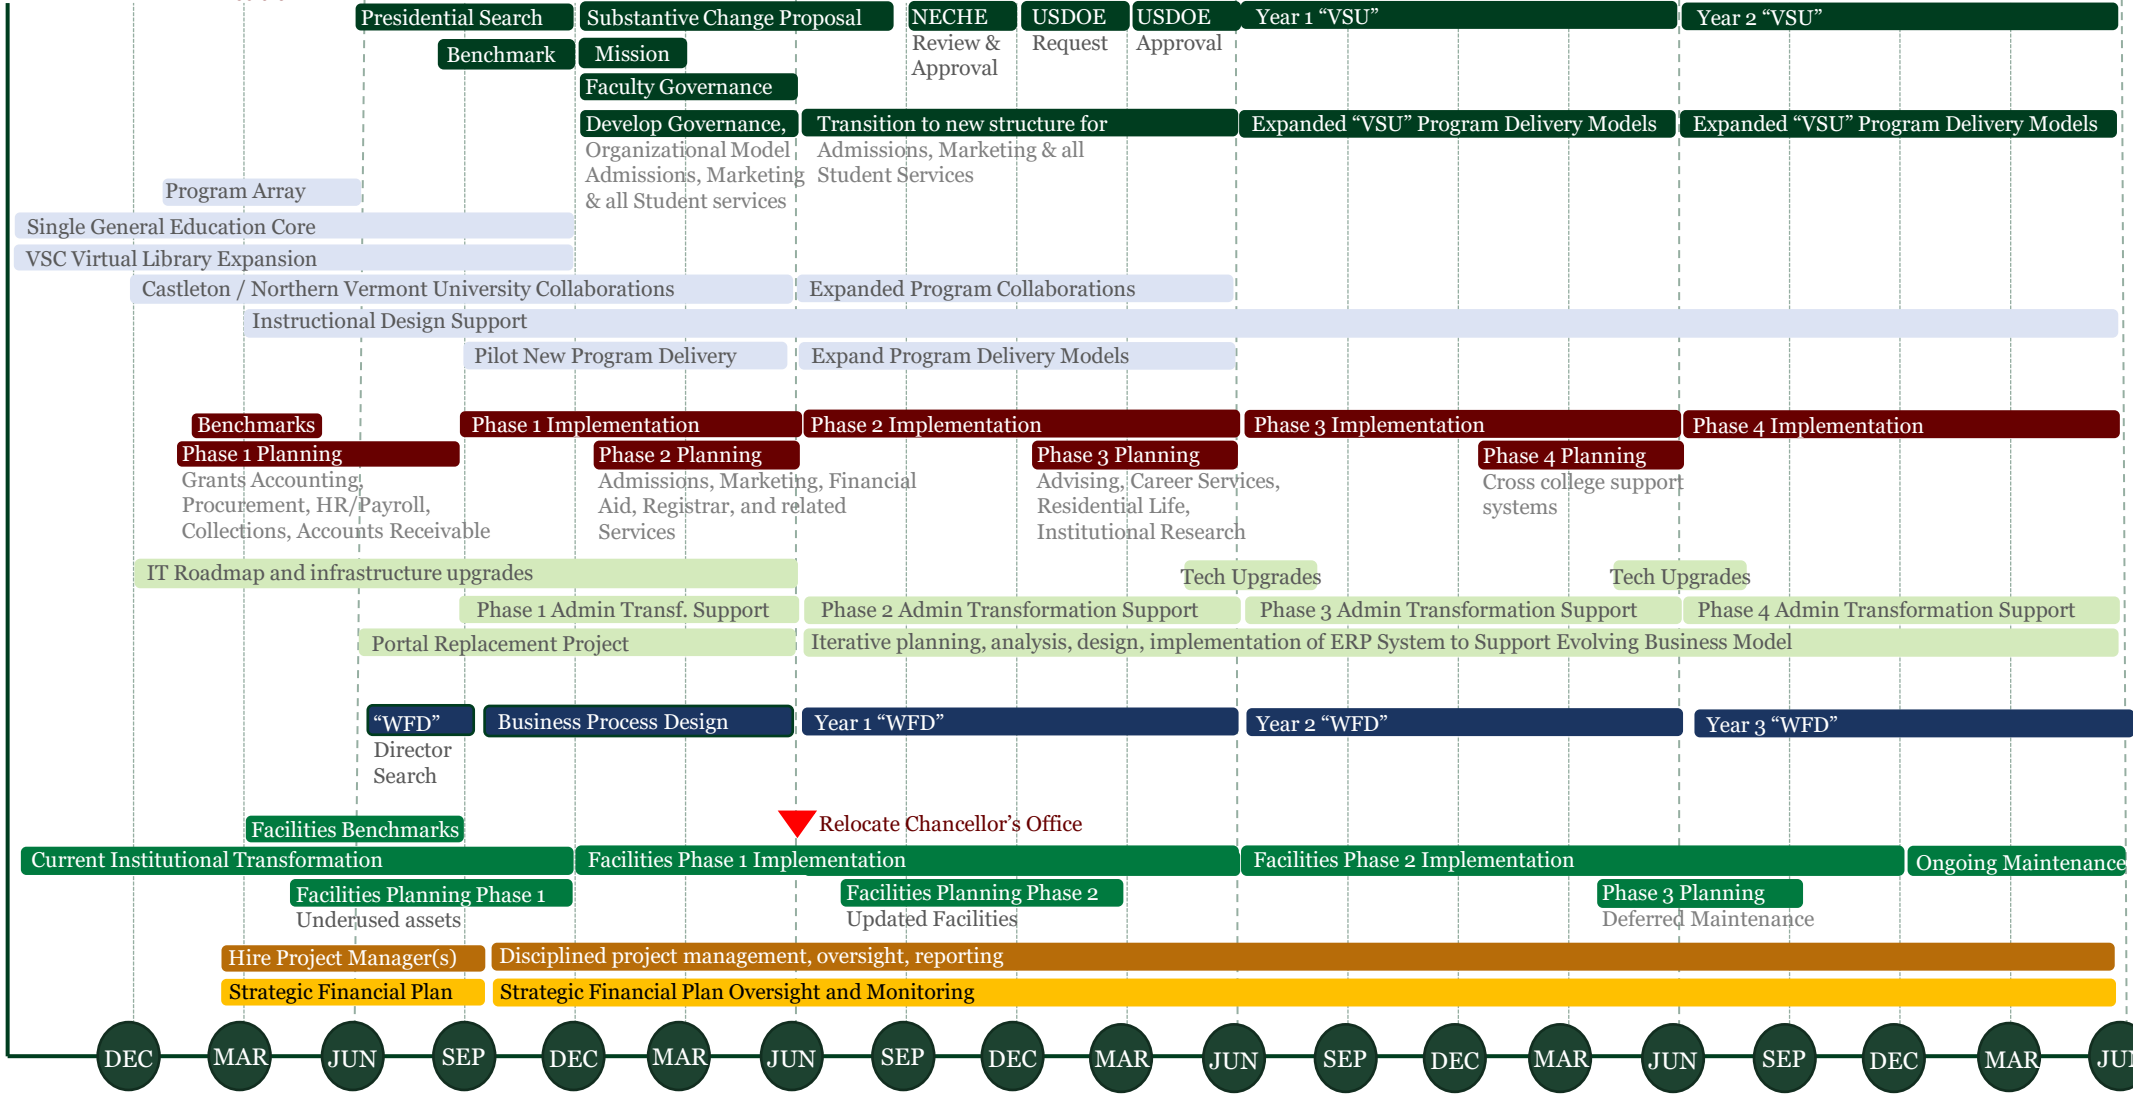 Presidential Search
Substantive Change Proposal
NECHE
USDOE
USDOE
Year 1 “VSU”
Year 2 “VSU”
Review &
Approval
Request
Approval
Benchmark
Mission
Faculty Governance
Develop Governance,
Organizational Model
Admissions, Marketing
& all Student services
Transition to new structure for
Admissions, Marketing & all
Student Services
Expanded “VSU” Program Delivery Models
Expanded “VSU” Program Delivery Models
Program Array
Single General Education Core
VSC Virtual Library Expansion
Castleton / Northern Vermont University Collaborations
Expanded Program Collaborations
Instructional Design Support
Pilot New Program Delivery
Expand Program Delivery Models
Benchmarks
Phase 1 Implementation
Phase 2 Implementation
Phase 3 Implementation
Phase 4 Implementation
Phase 1 Planning
Grants Accounting,
Procurement, HR/Payroll,
Collections, Accounts Receivable
Phase 2 Planning
Admissions, Marketing, Financial
Aid, Registrar, and related
Services
Phase 3 Planning
Advising, Career Services,
Residential Life,
Institutional Research
Phase 4 Planning
Cross college support
systems
IT Roadmap and infrastructure upgrades
Tech Upgrades
Tech Upgrades
Phase 1 Admin Transf. Support
Phase 2 Admin Transformation Support
Phase 3 Admin Transformation Support
Phase 4 Admin Transformation Support
Portal Replacement Project
Iterative planning, analysis, design, implementation of ERP System to Support Evolving Business Model
“WFD”
Director
Search
Business Process Design
Year 1 “WFD”
Year 2 “WFD”
Year 3 “WFD”
Facilities Benchmarks
Relocate Chancellor’s Office
Current Institutional Transformation
Facilities Phase 1 Implementation
Facilities Phase 2 Implementation
Ongoing Maintenance
Facilities Planning Phase 1
Underused assets
Facilities Planning Phase 2
Updated Facilities
Phase 3 Planning
Deferred Maintenance
Hire Project Manager(s)
Disciplined project management, oversight, reporting
Strategic Financial Plan
Strategic Financial Plan Oversight and Monitoring
DEC
MAR
JUN
SEP
DEC
MAR
JUN
SEP
DEC
MAR
JUN
SEP
DEC
MAR
JUN
SEP
DEC
MAR
JUN